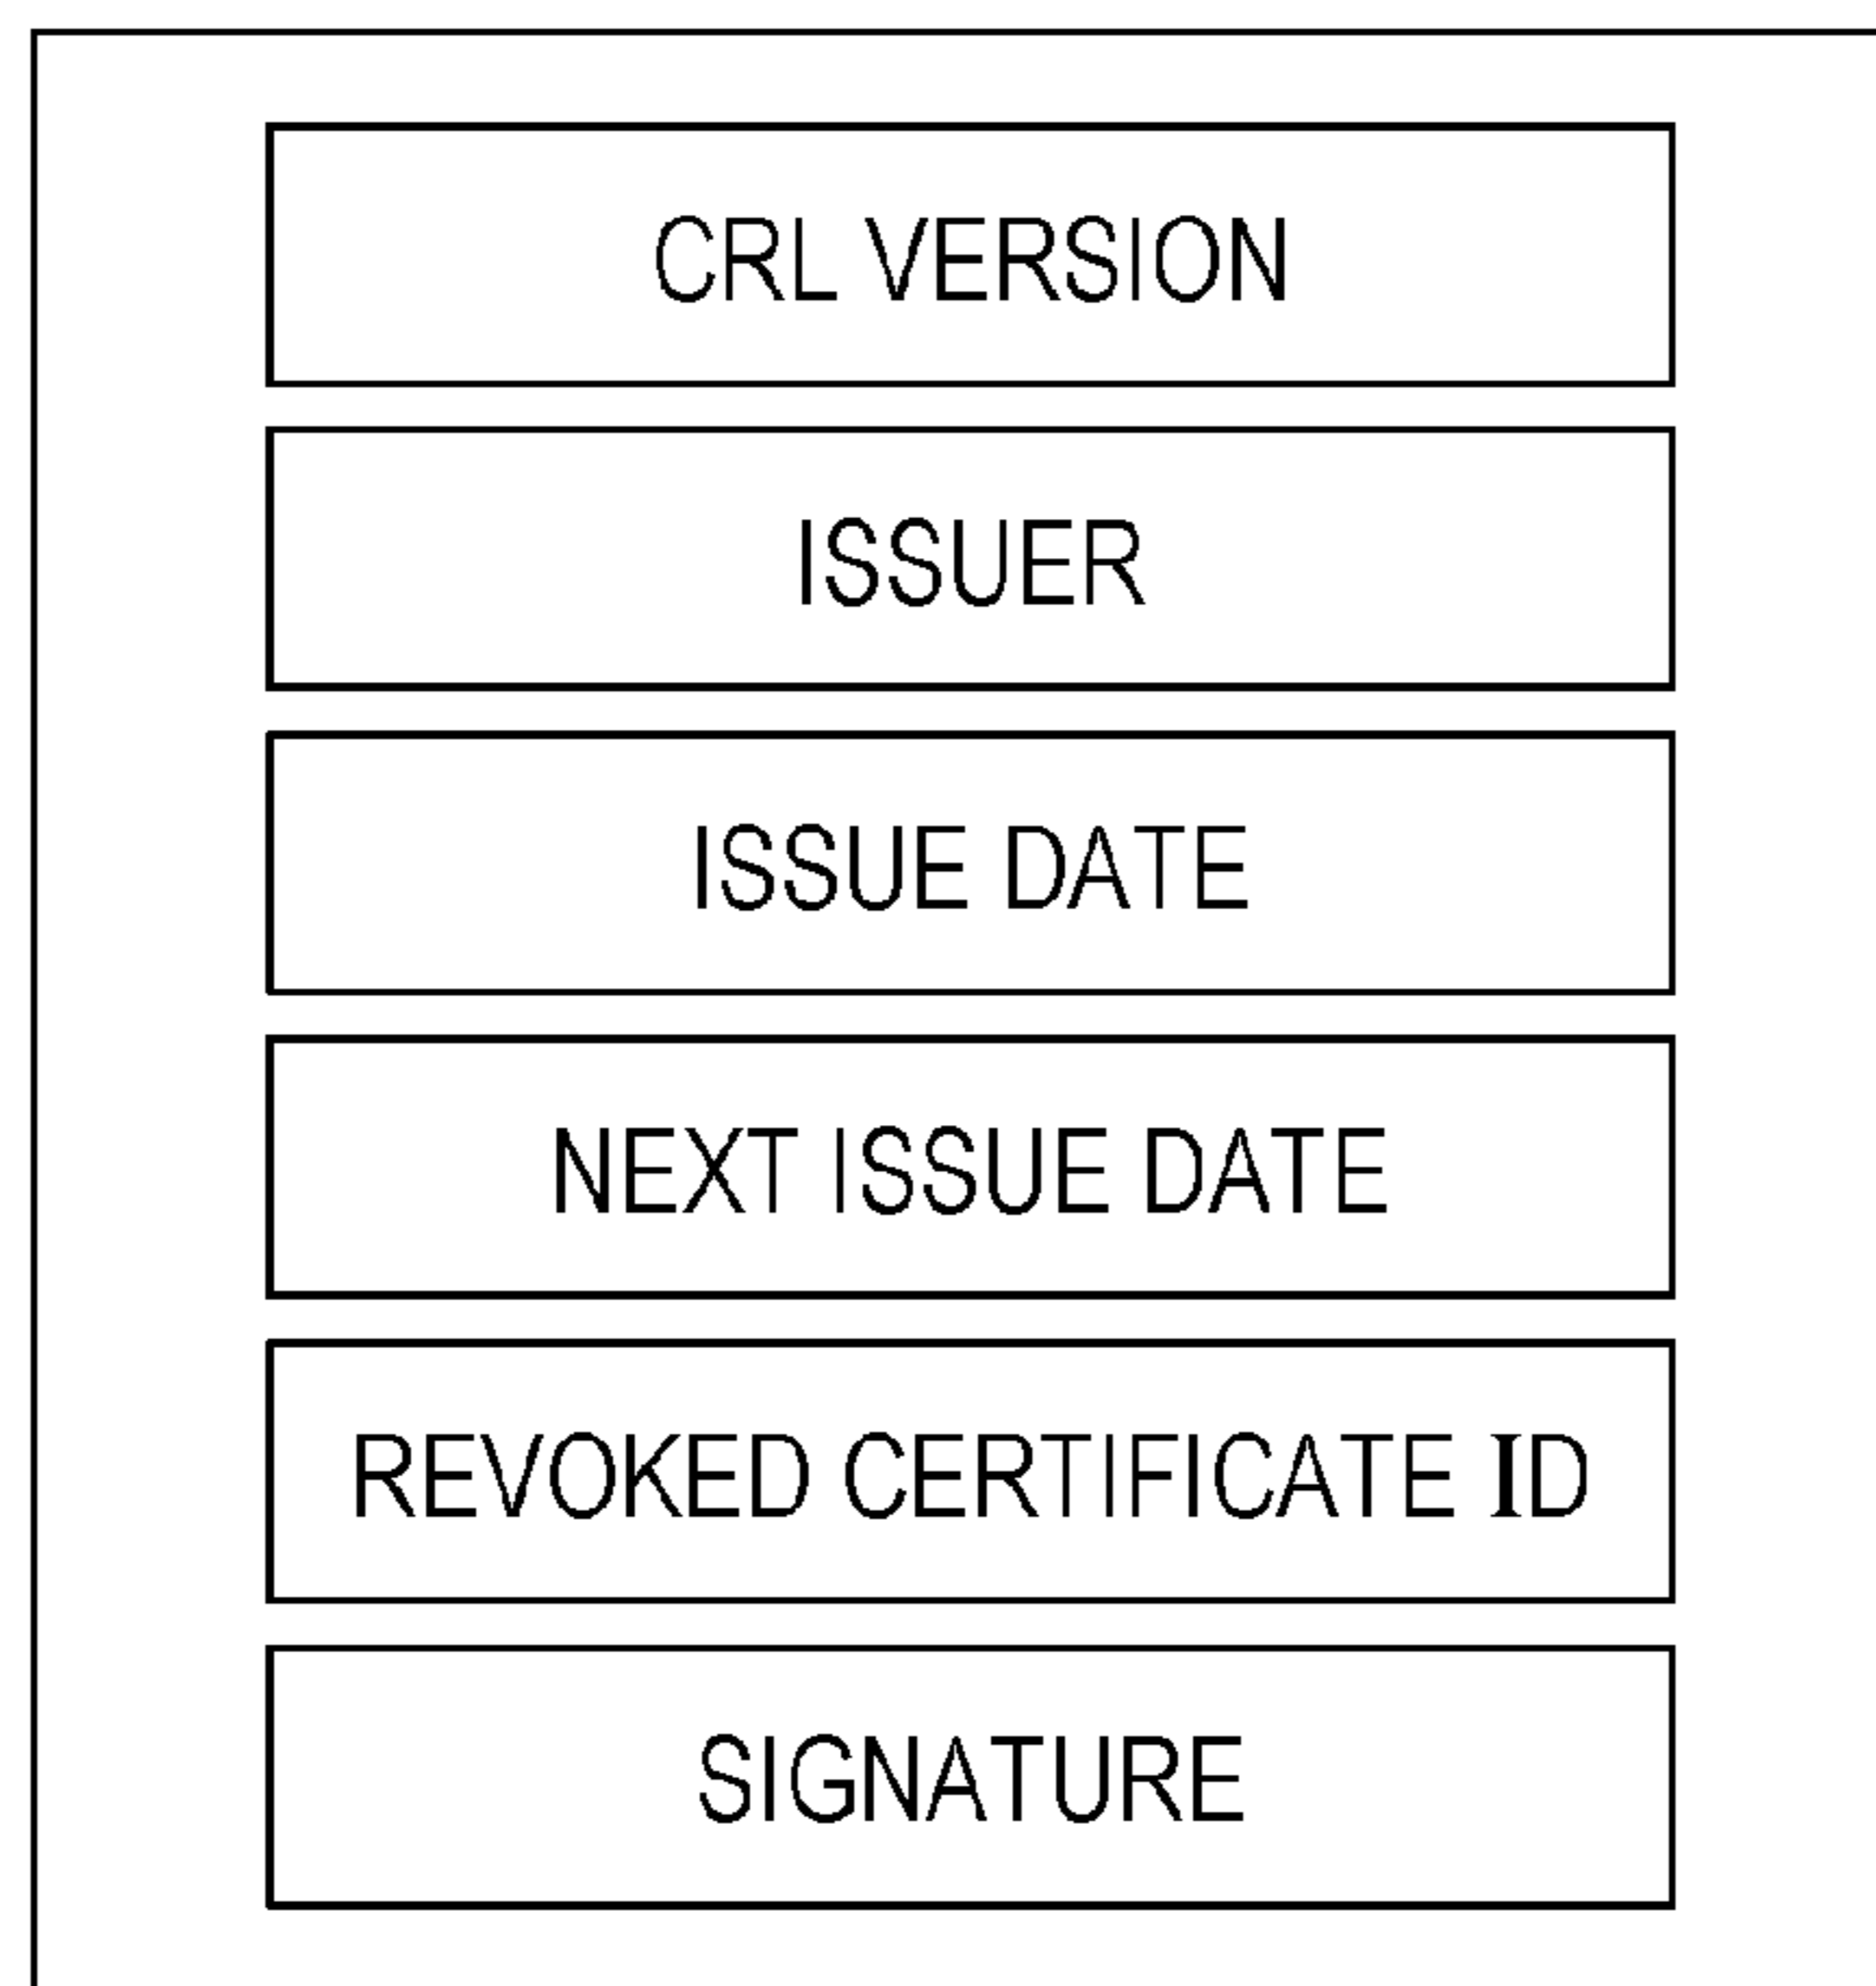 CRL VERSION
ISSUER
ISSUE DATE
NEXT ISSUE DATE
REVOKED CERTIFICATE ID
SIGNATURE